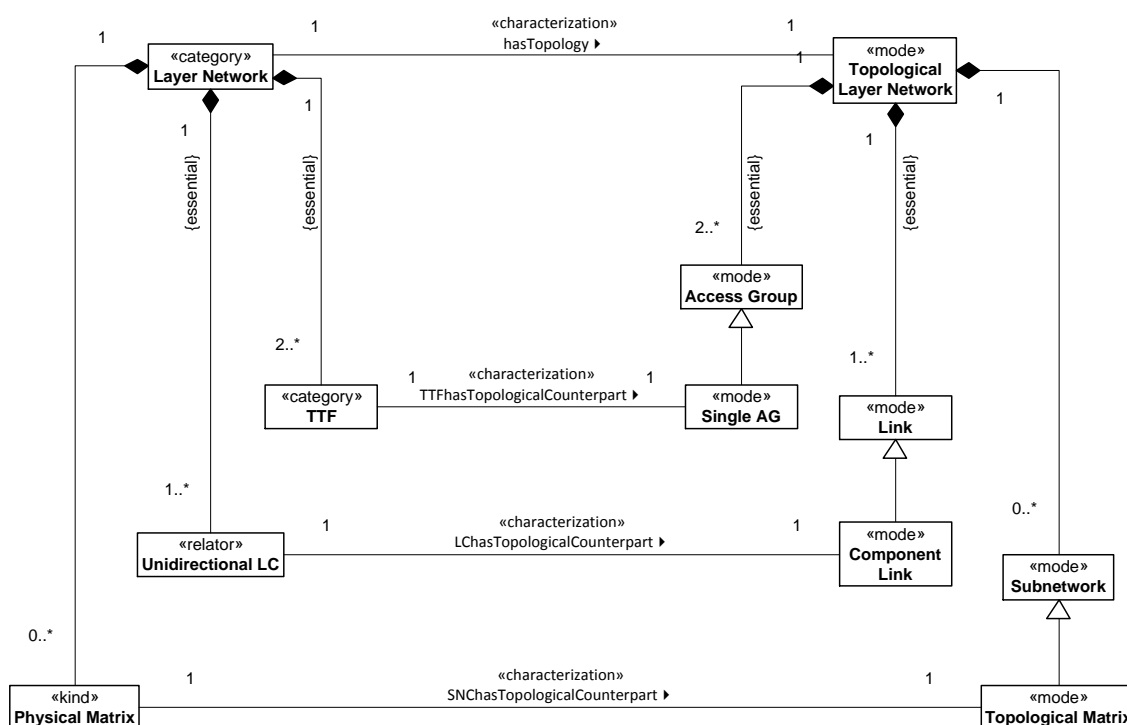 «characterization»
hasTopology
1
1
1
«category»
Layer Network
«mode»
Topological
Layer Network
1
1
1
1
1
1
{essential}
{essential}
{essential}
{essential}
2..*
«mode»
Access Group
2..*
1..*
«characterization»
TTFhasTopologicalCounterpart
1
1
«category»
TTF
«mode»
Single AG
«mode»
Link
1..*
0..*
«characterization»
LChasTopologicalCounterpart
1
1
«relator»
Unidirectional LC
«mode»
Component
Link
«mode»
Subnetwork
0..*
«characterization»
SNChasTopologicalCounterpart
1
1
«kind»
Physical Matrix
«mode»
Topological Matrix